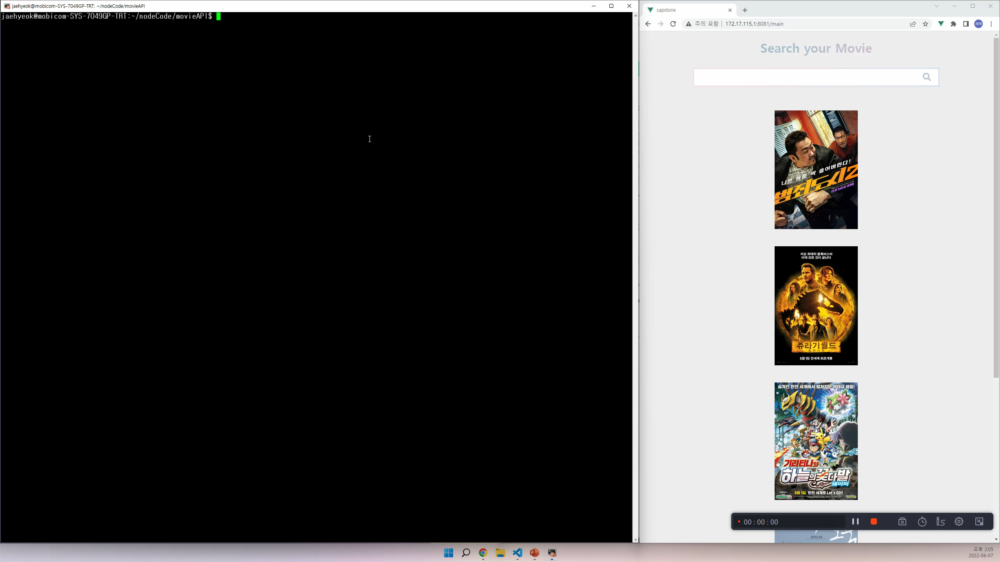 jaehyeok@mobicom-SYS-7049GP-TRT: ~/nodeCode/movieAPI
jaehyeok@mobicom-SYS-7049GP-TRT:~/nodeCode/movieAPI$
capstone
주의 요함
172.17.115.1:8081/main
재혁
Search your Movie
나쁜 놈들 싹 쓸어버린다!
범죄도시2
5월 18일 대개봉
지상 최대의 블록버스터
이제 모든 것이 끝난다
쥬라기월드
도미니언
6월 1일 전세계 최초개봉
숨겨진 반전 세계에서 펼쳐지는 역대급 배틀!
기라티나와
하늘의 꽃다발
쉐이미
6월 1일, 반전 세계로 Let's GO!!
00 : 00 : 00
2022.05
오후 2:05
2022-06-07